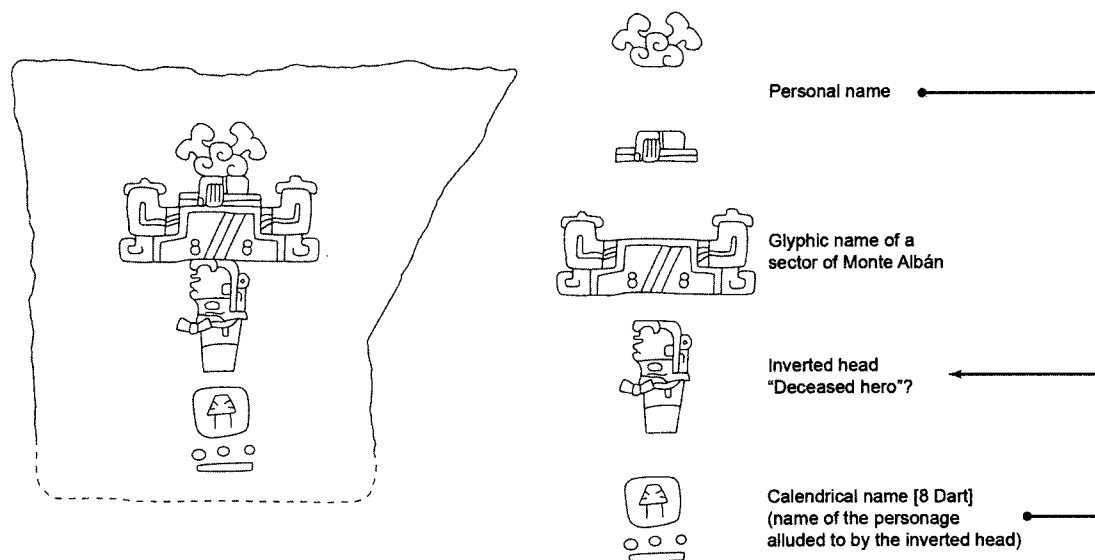 Personal name
Glyphic name of a
sector of Monte Albán
Inverted head
“Deceased hero”?
Calendrical name [8 Dart]
(name of the personage
alluded to by the inverted head)